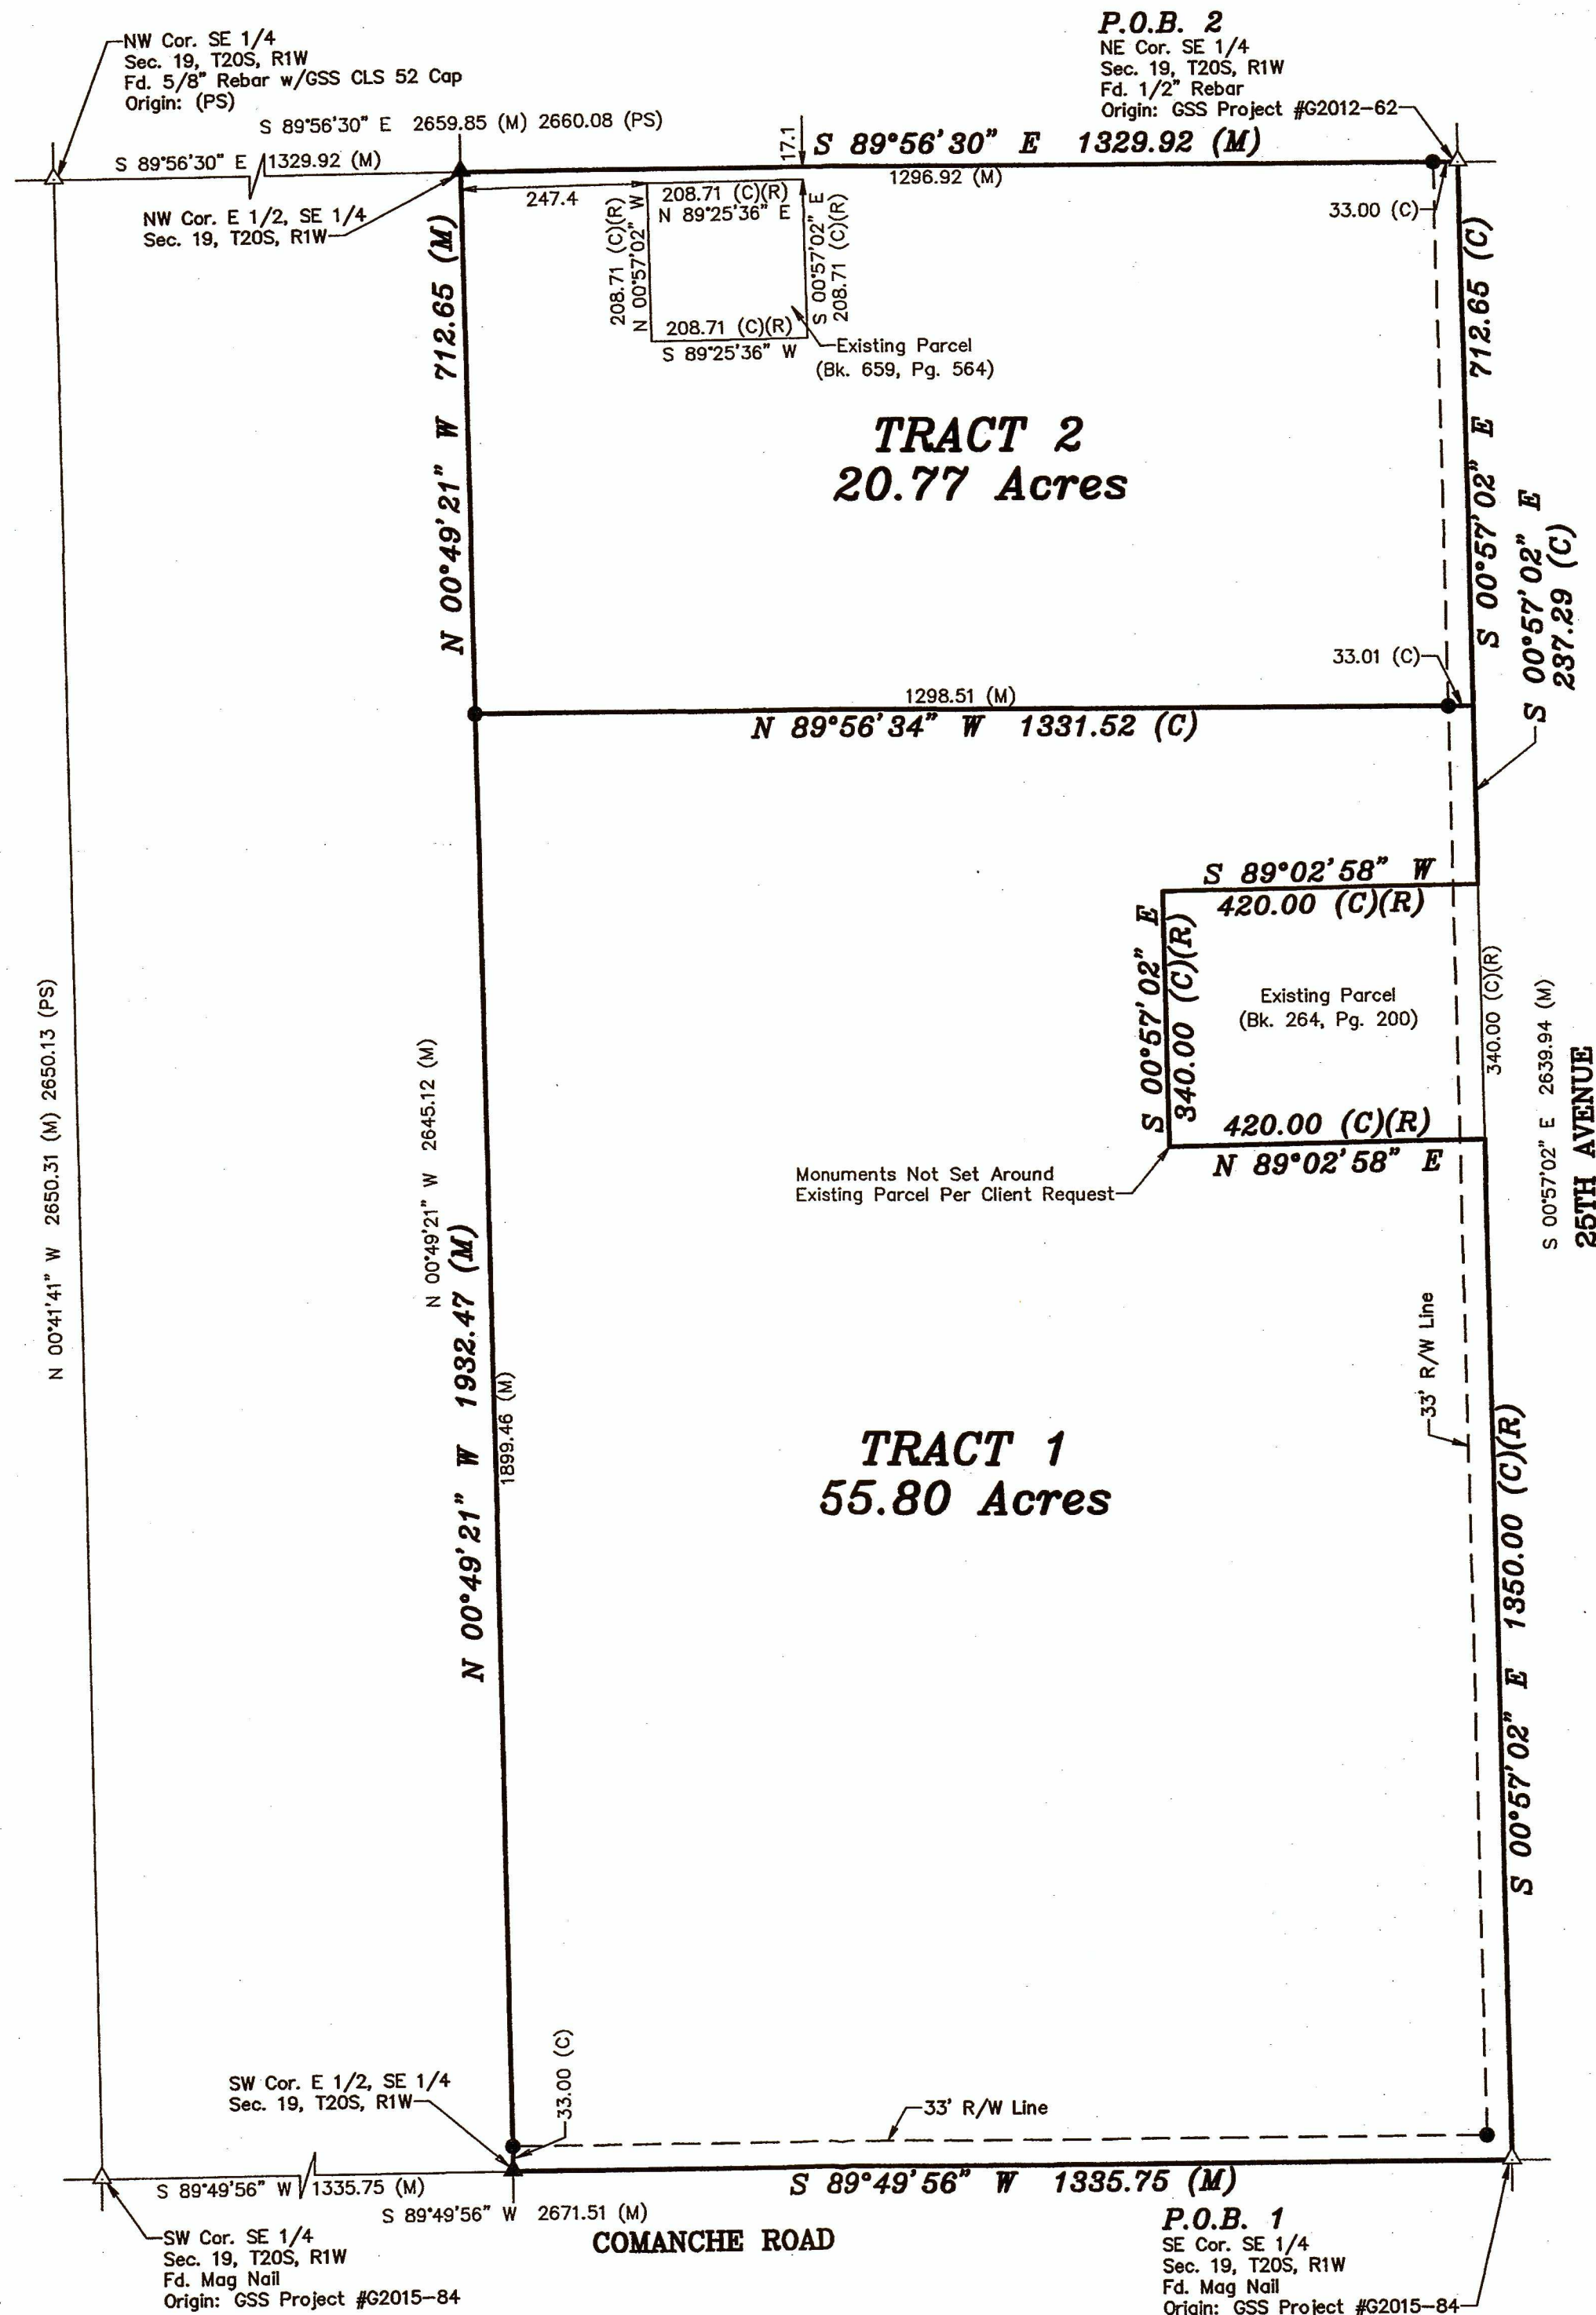 NW Cor. SE 1/4
Sec. 19, T20S, R1W
Fd. 5/8" Rebar w/GSS CLS 52 Cap
Origin: (PS)
P.O.B. 2
NE Cor. SE 1/4
Sec. 19, T20S, R1W
Fd. 1/2" Rebar
Origin: GSS Project #G2012-62
S 89°56'30" E 2659.85 (M) 2660.08 (PS)
S 89°56'30" E 1329.92 (M)
17.1
S 89°56'30" E 1329.92 (M)
1296.92 (M)
NW Cor. E 1/2, SE 1/4
Sec. 19, T20S, R1W
247.4
208.71 (C)(R)
N 89°25'36" E
33.00 (C)
208.71 (C)(R)
N 00°57'02" W
S 00°57'02" E
208.71 (C)(R)
208.71 (C)(R)
S 89°25'36" W
Existing Parcel
(Bk. 659, Pg. 564)
N 00°49'21" W 712.65 (M)
S 00°57'02" E 712.65 (C)
TRACT 2
20.77 Acres
S 00°57'02" E
237.29 (C)
33.01 (C)
1298.51 (M)
N 89°56'34" W 1331.52 (C)
S 89°02'58" W
420.00 (C)(R)
S 00°57'02" E
340.00 (C)(R)
Existing Parcel
(Bk. 264, Pg. 200)
340.00 (C)(R)
S 00°57'02" E 2639.94 (M)
25TH AVENUE
420.00 (C)(R)
N 89°02'58" E
Monuments Not Set Around
Existing Parcel Per Client Request
N 00°41'41" W 2650.31 (M) 2650.13 (PS)
N 00°49'21" W 2645.12 (M)
N 00°49'21" W 1932.47 (M)
1899.46 (M)
33' R/W Line
TRACT 1
55.80 Acres
S 00°57'02" E 1350.00 (C)(R)
SW Cor. E 1/2, SE 1/4
Sec. 19, T20S, R1W
33.00 (C)
33' R/W Line
S 89°49'56" W 1335.75 (M)
S 89°49'56" W 1335.75 (M)
S 89°49'56" W 2671.51 (M)
COMANCHE ROAD
SW Cor. SE 1/4
Sec. 19, T20S, R1W
Fd. Mag Nail
Origin: GSS Project #G2015-84
P.O.B. 1
SE Cor. SE 1/4
Sec. 19, T20S, R1W
Fd. Mag Nail
Origin: GSS Project #G2015-84